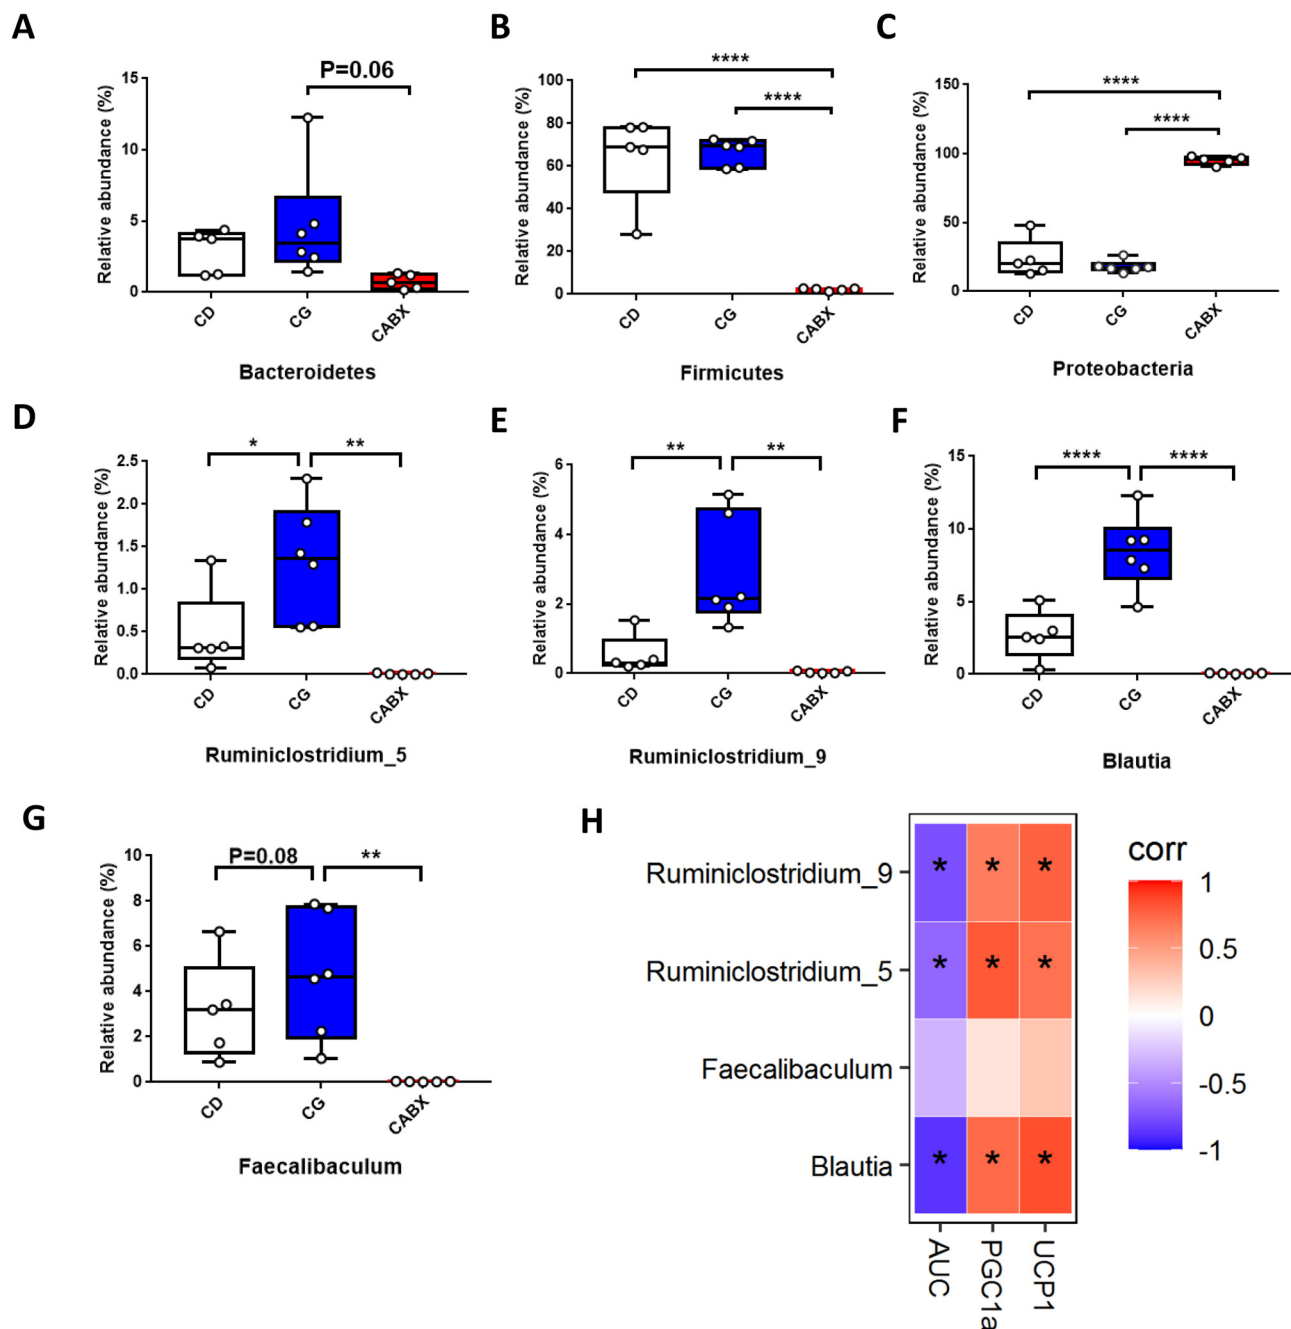 A
Relative abundance (%)
15
10
5
0
P=0.06
CD
CG
CABX
Bacteroidetes
B
Relative abundance (%)
100
80
60
40
20
0
****
****
CD
CG
CABX
Firmicutes
C
Relative abundance (%)
150
100
50
0
****
****
CD
CG
CABX
Proteobacteria
D
Relative abundance (%)
2.5
2.0
1.5
1.0
0.5
0.0
*
**
CD
CG
CABX
Ruminiclostridium_5
E
Relative abundance (%)
6
4
2
0
**
**
CD
CG
CABX
Ruminiclostridium_9
F
Relative abundance (%)
15
10
5
0
****
****
CD
CG
CABX
Blautia
G
Relative abundance (%)
10
8
6
4
2
0
P=0.08
**
CD
CG
CABX
Faecalibaculum
H
Ruminiclostridium_9
* * *
Ruminiclostridium_5
* * *
Faecalibaculum
Blautia
* * *
AUC
PGC1a
UCP1
corr
1
0.5
0
-0.5
-1